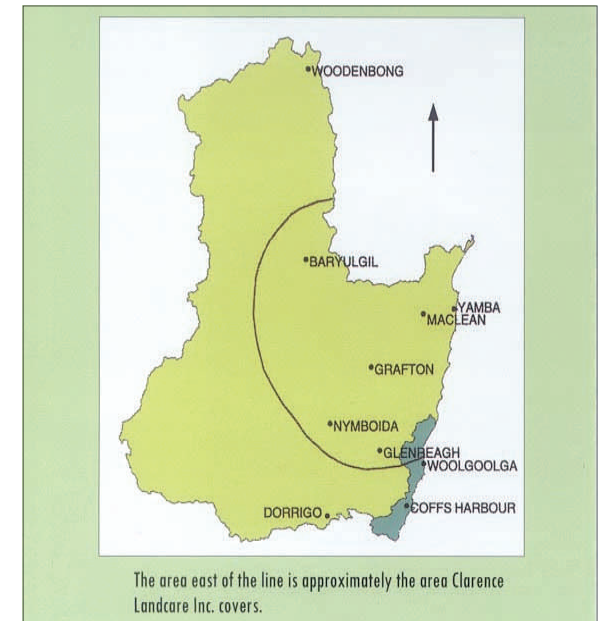 WOODENBONG
BARYULGIL
YAMBA
MACLEAN
GRAFTON
NYMBOIDA
GLENREAGH
WOOLGOOLGA
DORRIGO
COFFS HARBOUR
The area east of the line is approximately the area Clarence
Landcare Inc. covers.